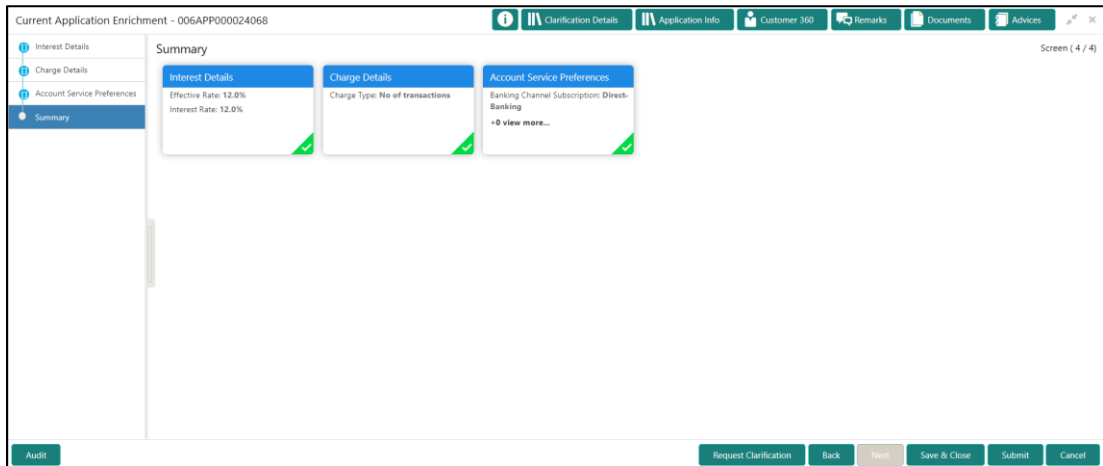 Current Application Enrichment - 006APP000024068
Clarification Details
Application Info
Customer 360
Remarks
Documents
Advices
Interest Details
Charge Details
Account Service Preferences
Summary
Summary
Screen ( 4 / 4)
Interest Details
Effective Rate: 12.0%
Interest Rate: 12.0%
Charge Details
Charge Type: No of transactions
Account Service Preferences
Banking Channel Subscription: Direct-
Banking
+0 view more...
Audit
Request Clarification
Back
Next
Save & Close
Submit
Cancel